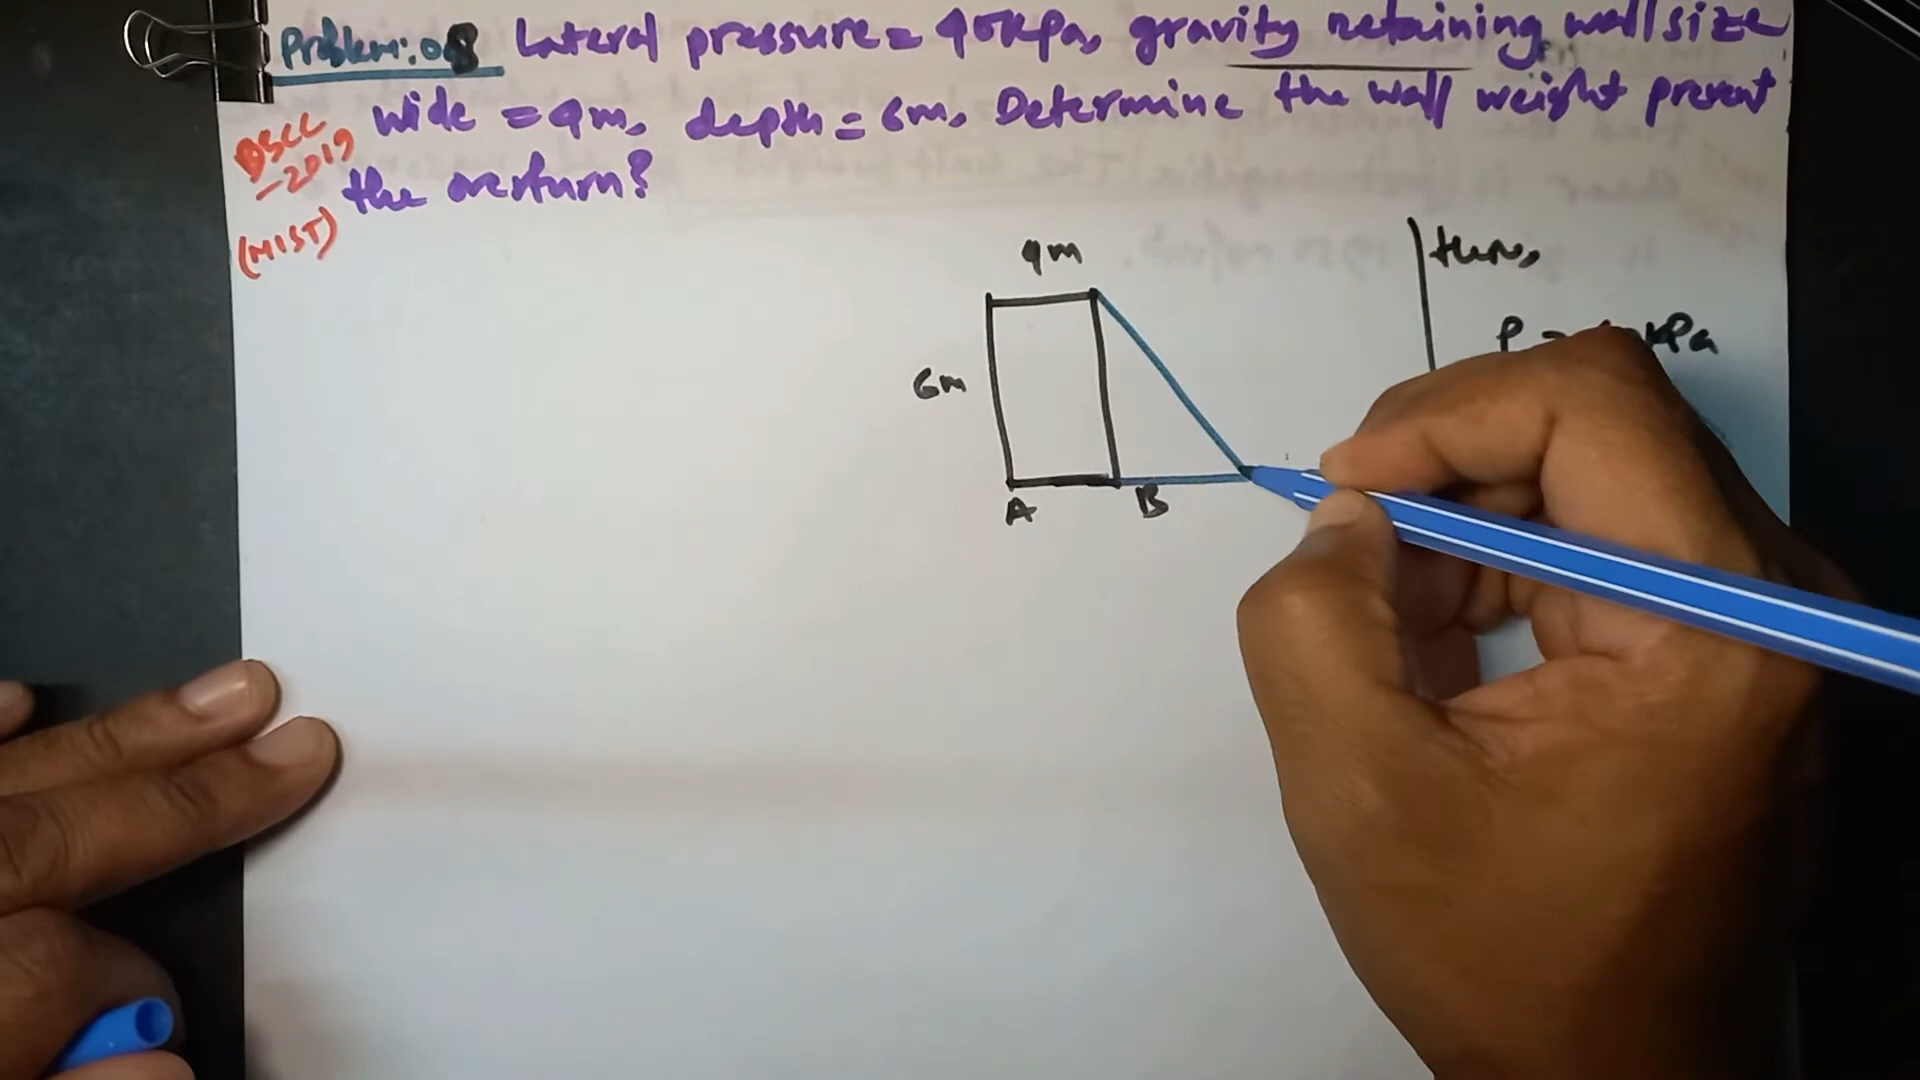 Problem:08 Lateral pressure = 40kpa, gravity retaining wall size
wide = 4m, depth = 6m. Determine the wall weight prevent
the overturn?
DSCC
-2019
(MIST)
4m
6m
A B
Here,
P = kPa